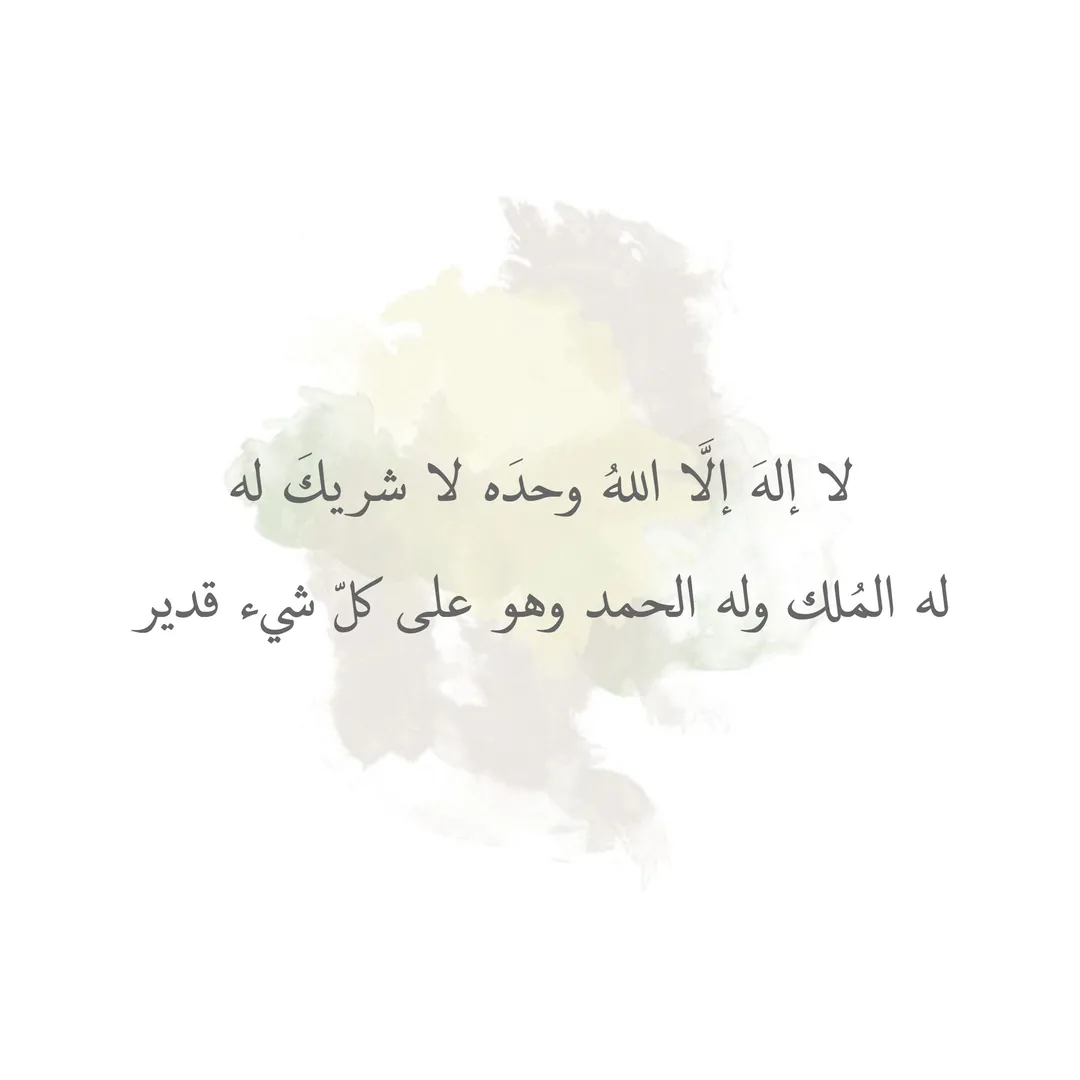 لا إلهَ إلَّا اللهُ وحدَه لا شريكَ له
له المُلك وله الحمد وهو على كلّ شيء قدير